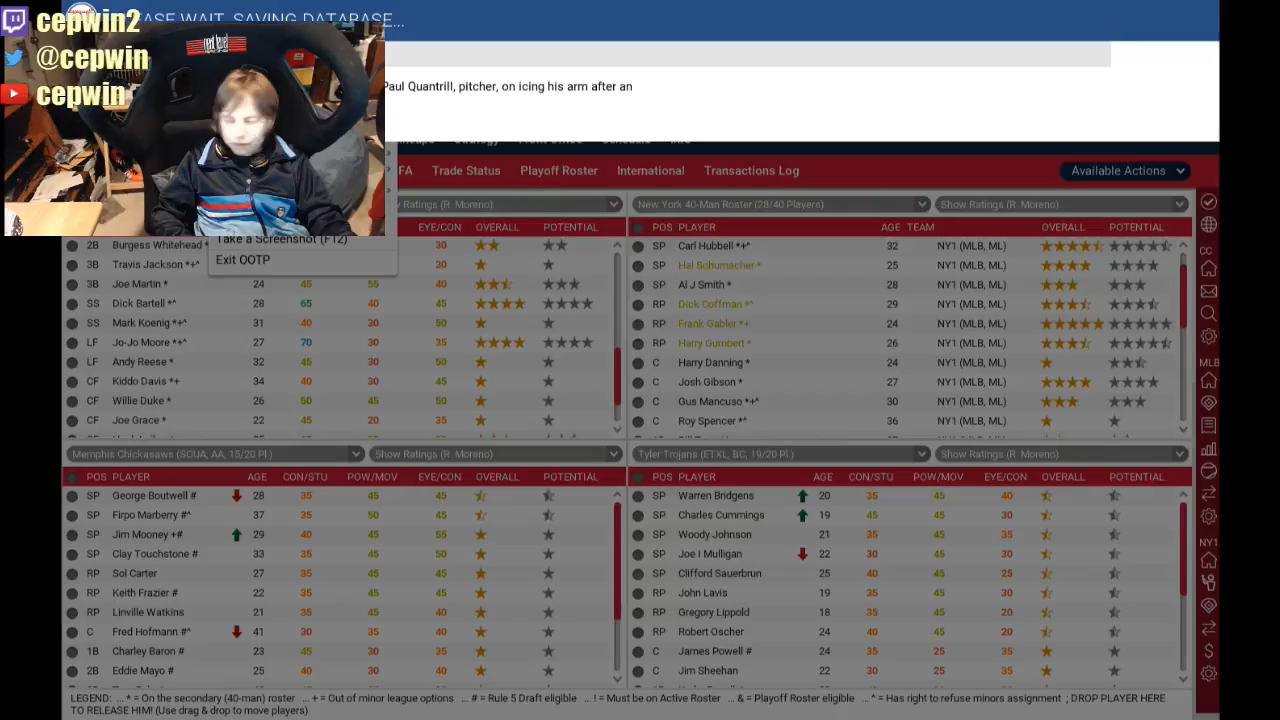 cepwin2
@cepwin
cepwin
ASE WAIT, SAVING DATABASE...
Paul Quantrill, pitcher, on icing his arm after an
FA Trade Status Playoff Roster International Transactions Log Available Actions
Ratings (R. Moreno)
Take a Screenshot (F12)
Exit OOTP
EYE/CON OVERALL POTENTIAL
2B Burgess Whitehead * 30
3B Travis Jackson *+^ 30
3B Joe Martin * 24 45 55 40
SS Dick Bartell *^ 28 65 40 45
SS Mark Koenig *+^ 31 40 30 50
LF Jo-Jo Moore *^ 27 70 30 35
LF Andy Reese * 32 45 30 50
CF Kiddo Davis *+ 34 40 30 45
CF Willie Duke * 26 50 45 50
CF Joe Grace * 22 45 20 35
New York 40-Man Roster (28/40 Players) Show Ratings (R. Moreno)
POS PLAYER AGE TEAM OVERALL POTENTIAL
SP Carl Hubbell *+^ 32 NY1 (MLB, ML)
SP Hal Schumacher * 25 NY1 (MLB, ML)
SP Al J Smith * 28 NY1 (MLB, ML)
RP Dick Coffman *^ 29 NY1 (MLB, ML)
RP Frank Gabler *+ 24 NY1 (MLB, ML)
RP Harry Gumbert * 26 NY1 (MLB, ML)
C Harry Danning * 24 NY1 (MLB, ML)
C Josh Gibson * 27 NY1 (MLB, ML)
C Gus Mancuso *+^ 30 NY1 (MLB, ML)
C Roy Spencer *^ 36 NY1 (MLB, ML)
Memphis Chickasaws (SOUA, AA, 15/20 Pl.) Show Ratings (R. Moreno)
POS PLAYER AGE CON/STU POW/MOV EYE/CON OVERALL POTENTIAL
SP George Boutwell # 28 35 45 45
SP Firpo Marberry #^ 37 35 50 45
SP Jim Mooney +# 29 40 45 55
SP Clay Touchstone # 33 35 45 50
RP Sol Carter 27 35 45 45
RP Keith Frazier # 22 35 45 45
RP Linville Watkins 21 35 45 40
C Fred Hofmann #^ 41 30 35 40
1B Charley Baron # 23 45 30 35
2B Eddie Mayo # 25 40 30 40
Tyler Trojans (ETXL, BC, 19/20 Pl.) Show Ratings (R. Moreno)
POS PLAYER AGE CON/STU POW/MOV EYE/CON OVERALL POTENTIAL
SP Warren Bridgens 20 35 45 40
SP Charles Cummings 19 45 45 30
SP Woody Johnson 21 35 45 30
SP Joe I Mulligan 22 30 45 30
SP Clifford Sauerbrun 25 40 45 25
RP John Lavis 19 35 45 30
RP Gregory Lippold 18 35 45 20
RP Robert Oscher 24 40 45 20
C James Powell # 24 35 25 35
C Jim Sheehan 22 30 25 35
CC
MLB
NY1
LEGEND: ... * = On the secondary (40-man) roster ... + = Out of minor league options ... # = Rule 5 Draft eligible ... ! = Must be on Active Roster ... & = Playoff Roster eligible ... ^ = Has right to refuse minors assignment ; DROP PLAYER HERE
TO RELEASE HIM! (Use drag & drop to move players)